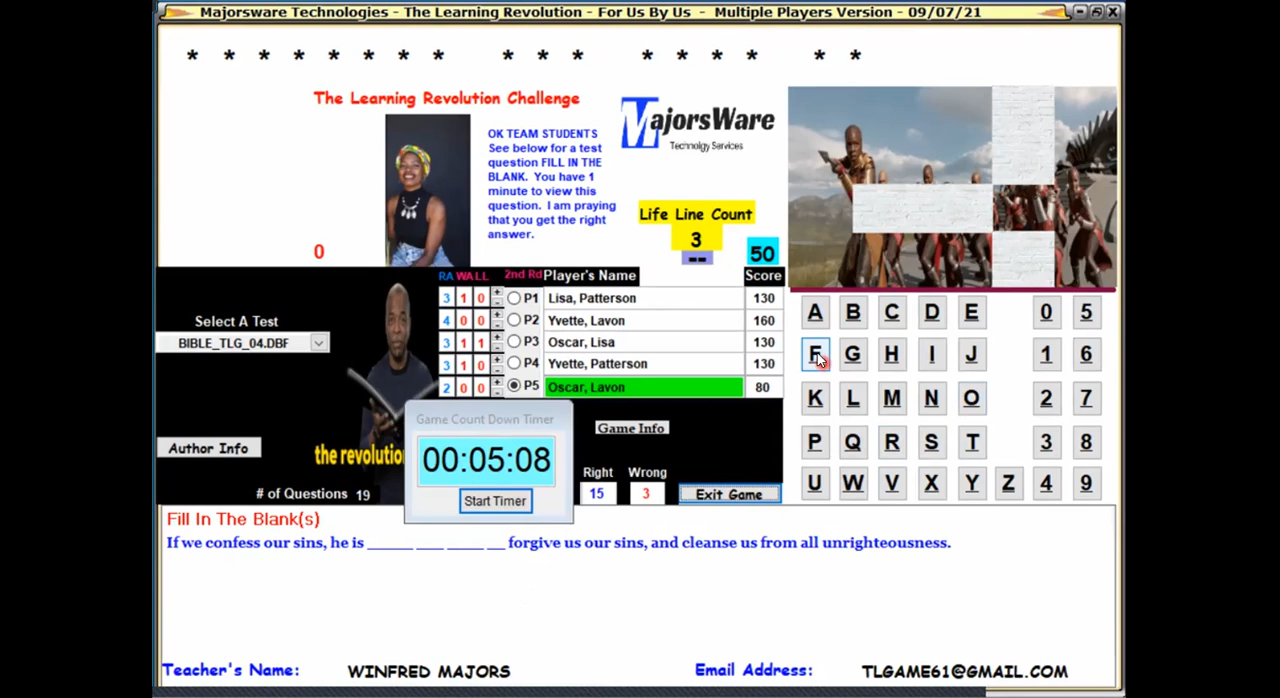 Majorsware Technologies - The Learning Revolution - For Us By Us - Multiple Players Version - 09/07/21
* * * * * * * * * * * * * * * * *
The Learning Revolution Challenge
MajorsWare
Technolgy Services
OK TEAM STUDENTS
See below for a test
question FILL IN THE
BLANK. You have 1
minute to view this
question. I am praying
that you get the right
answer.
Life Line Count
3
--
50
0
RA WA LL 2nd Rd Player's Name Score
3 1 0 + - P1 Lisa, Patterson 130
4 0 0 + - P2 Yvette, Lavon 160
3 1 1 + - P3 Oscar, Lisa 130
3 1 0 + - P4 Yvette, Patterson 130
2 0 0 + - P5 Oscar, Lavon 80
Select A Test
BIBLE_TLG_04.DBF
Author Info
the revolutio
# of Questions 19
Game Count Down Timer
00:05:08
Start Timer
Game Info
Right Wrong
15 3 Exit Game
A B C D E 0 5
F G H I J 1 6
K L M N O 2 7
P Q R S T 3 8
U W V X Y Z 4 9
Fill In The Blank(s)
If we confess our sins, he is ______ ___ ____ __ forgive us our sins, and cleanse us from all unrighteousness.
Teacher's Name: WINFRED MAJORS Email Address: TLGAME61@GMAIL.COM